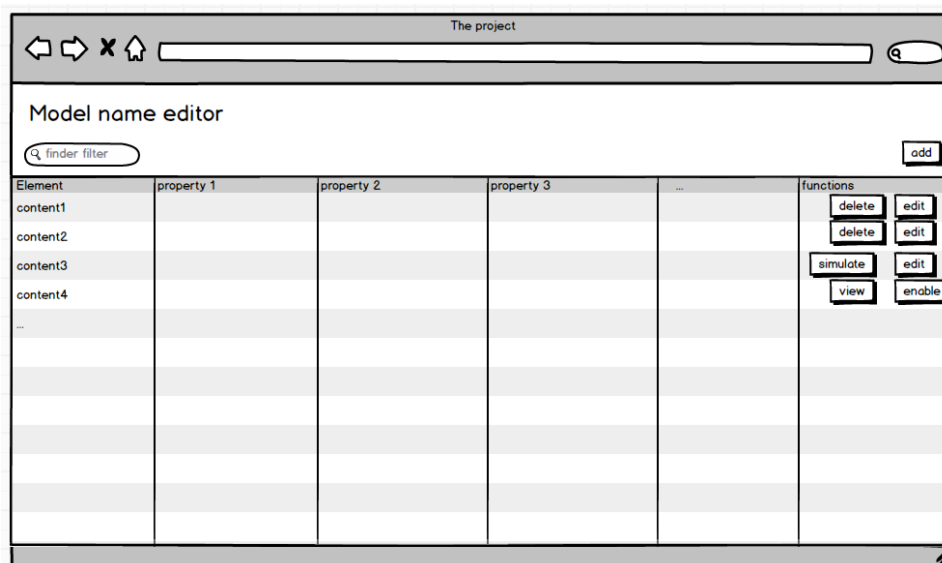 The project
Model name editor
finder filter
add
Element property 1 property 2 property 3 ... functions
content1 delete edit
content2 delete edit
content3 simulate edit
content4 view enable
...